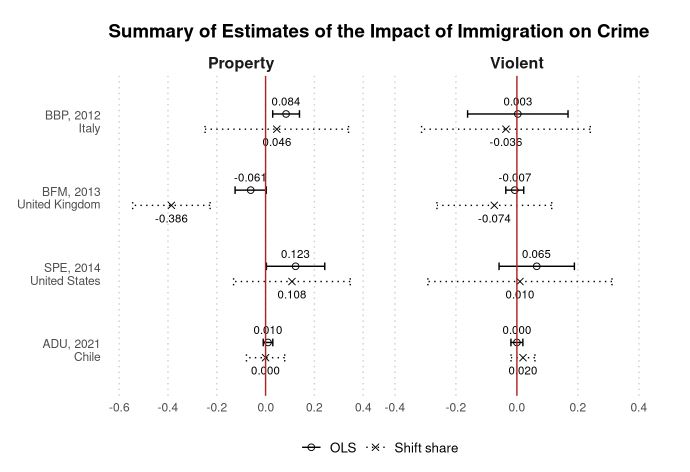 Summary of Estimates of the Impact of Immigration on Crime
Property
Violent
BBP, 2012
Italy
0.084
0.046
0.003
-0.036
BFM, 2013
United Kingdom
-0.061
-0.386
-0.007
-0.074
SPE, 2014
United States
0.123
0.108
0.065
0.010
ADU, 2021
Chile
0.010
0.000
0.000
0.020
-0.6 -0.4 -0.2 0.0 0.2 0.4
-0.4 -0.2 0.0 0.2 0.4
OLS
Shift share